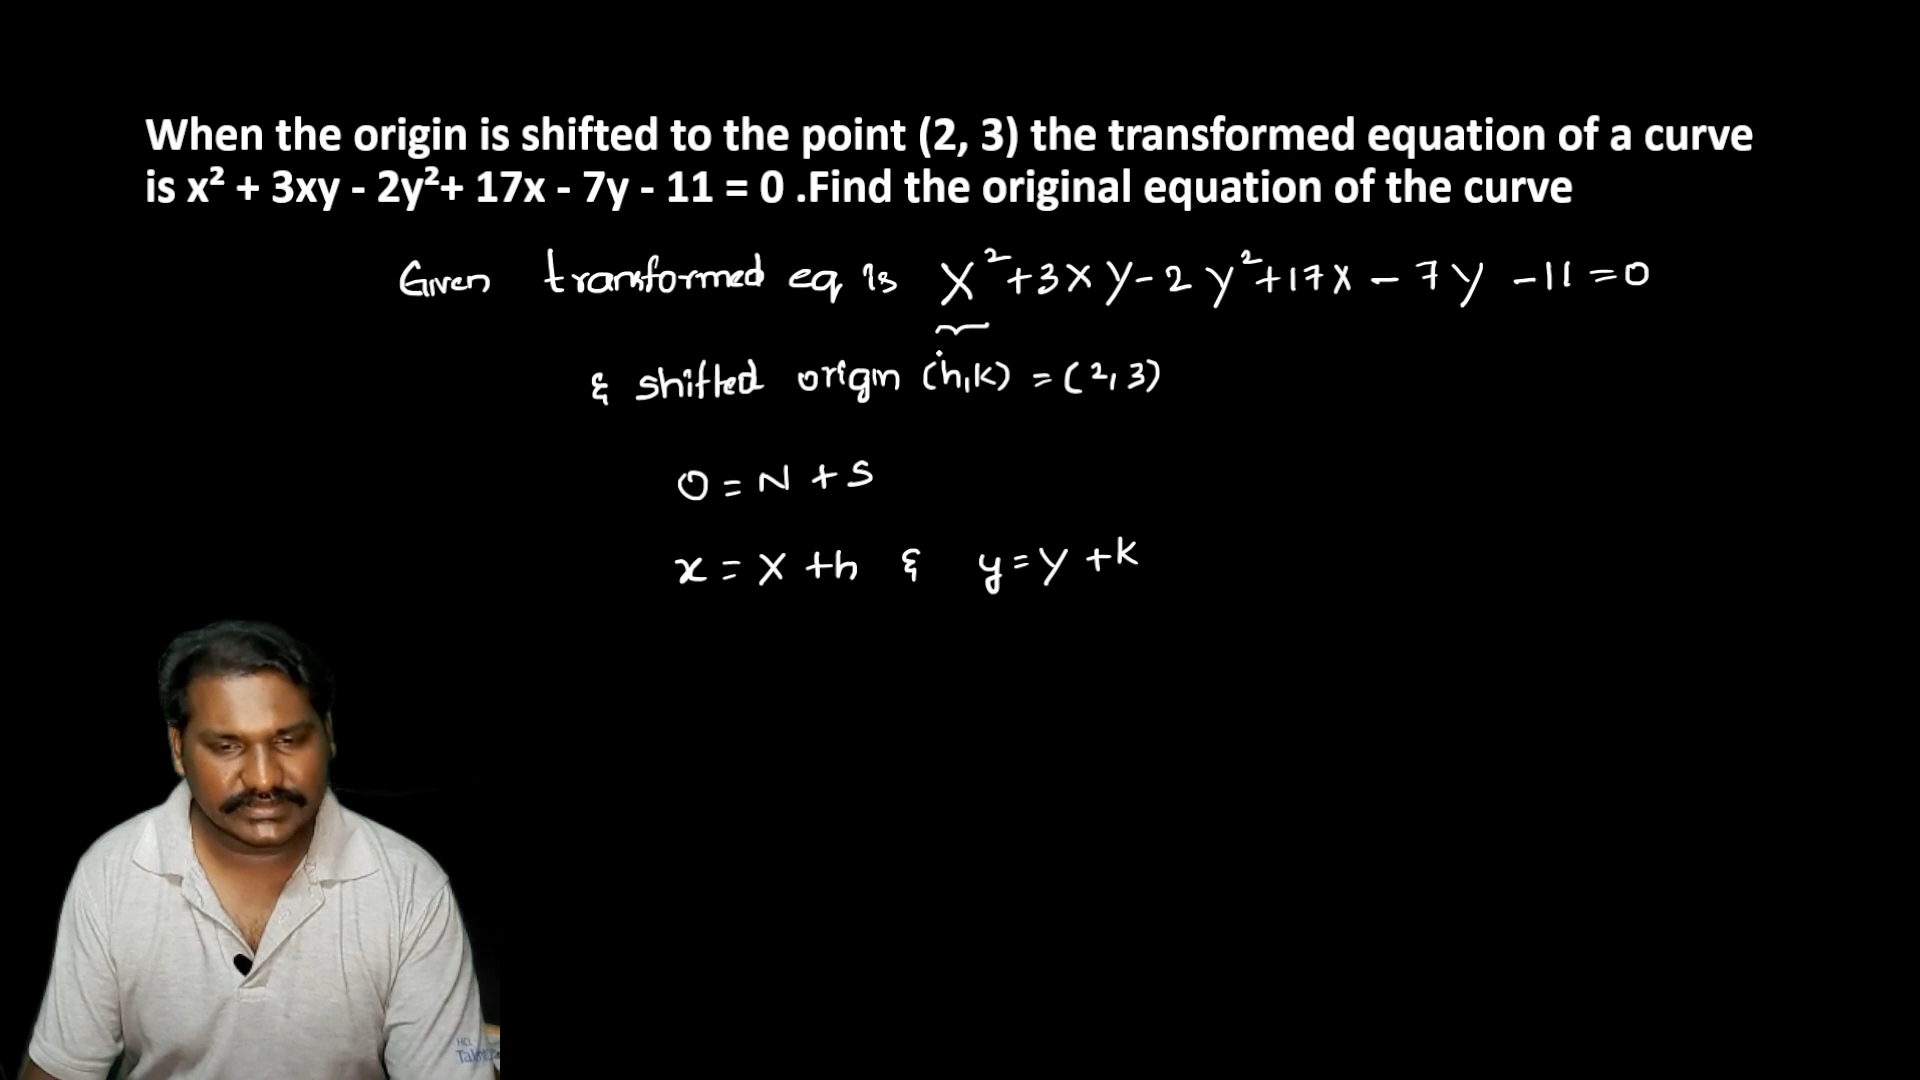 When the origin is shifted to the point (2, 3) the transformed equation of a curve
is x² + 3xy - 2y²+ 17x - 7y - 11 = 0 .Find the original equation of the curve
Given transformed eq is X²+3XY-2Y²+17X-7Y-11=0
& shifted origin (h,k) = (2,3)
O = N + S
x = X + h & y = Y + k
HCL